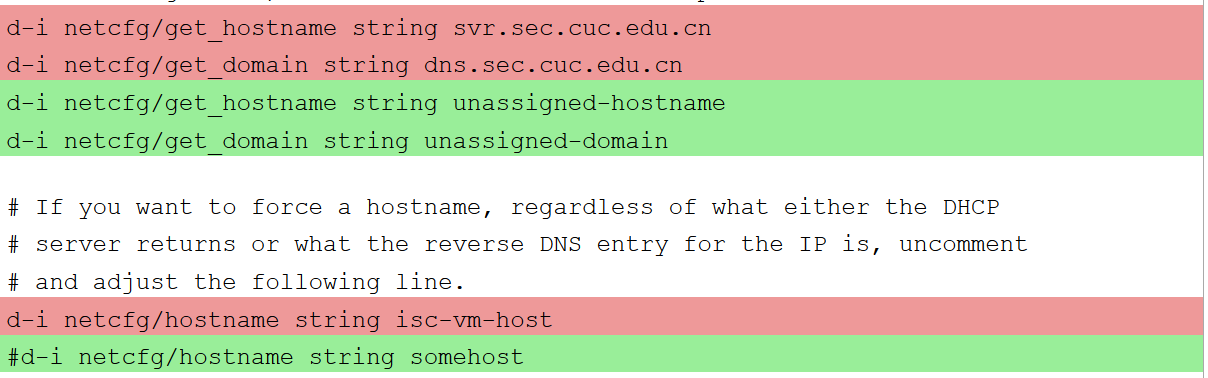 d-i netcfg/get_hostname string svr.sec.cuc.edu.cn
d-i netcfg/get_domain string dns.sec.cuc.edu.cn
d-i netcfg/get_hostname string unassigned-hostname
d-i netcfg/get_domain string unassigned-domain
# If you want to force a hostname, regardless of what either the DHCP
# server returns or what the reverse DNS entry for the IP is, uncomment
# and adjust the following line.
d-i netcfg/hostname string isc-vm-host
#d-i netcfg/hostname string somehost